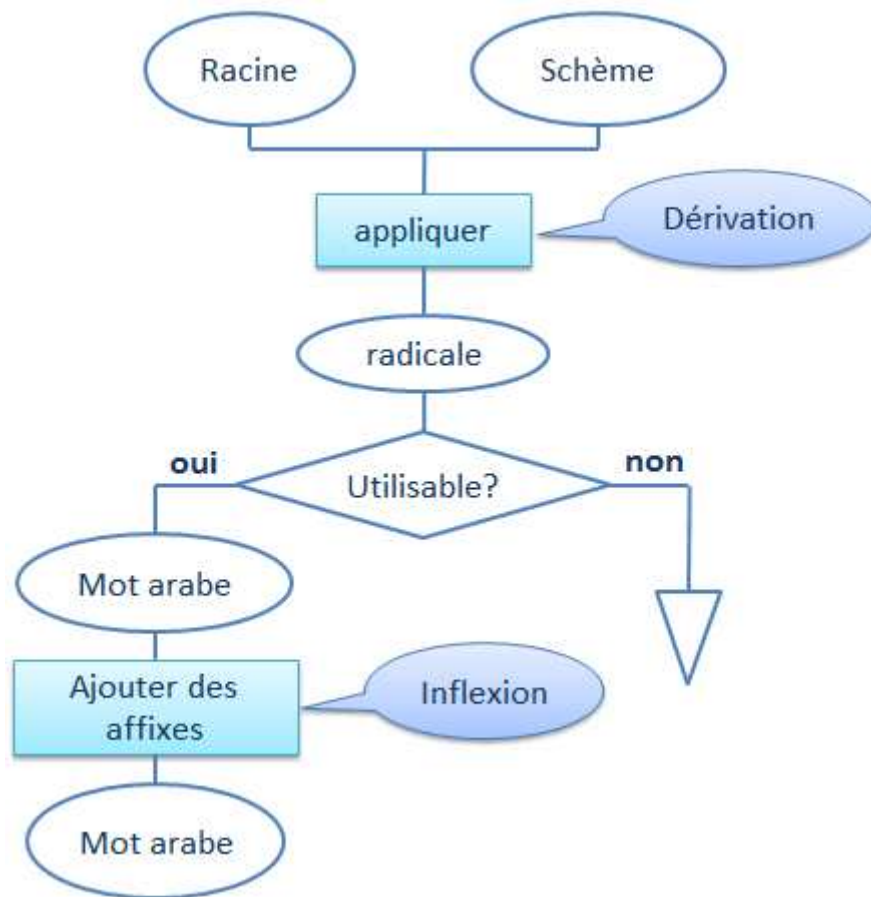 Racine
Schème
appliquer
Dérivation
radicale
oui
non
Utilisable?
Mot arabe
Ajouter des
affixes
Inflexion
Mot arabe